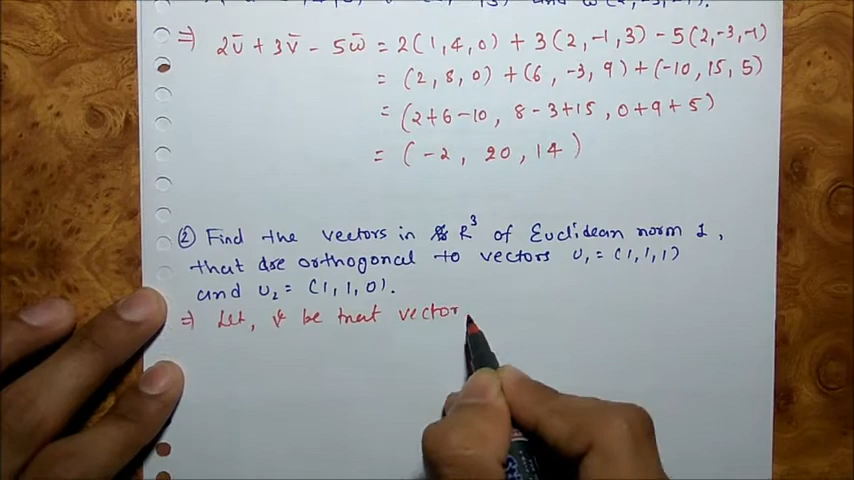 ⇒ 2ū + 3v̄ - 5w̄ = 2(1,4,0) + 3(2,-1,3) - 5(2,-3,-1)
= (2,8,0) + (6,-3,9) + (-10,15,5)
= (2+6-10, 8-3+15, 0+9+5)
= (-2, 20, 14)
② Find the vectors in R³ of Euclidean norm 1,
that are orthogonal to vectors u₁ = (1,1,1)
and u₂ = (1,1,0).
⇒ Let, v be that vector